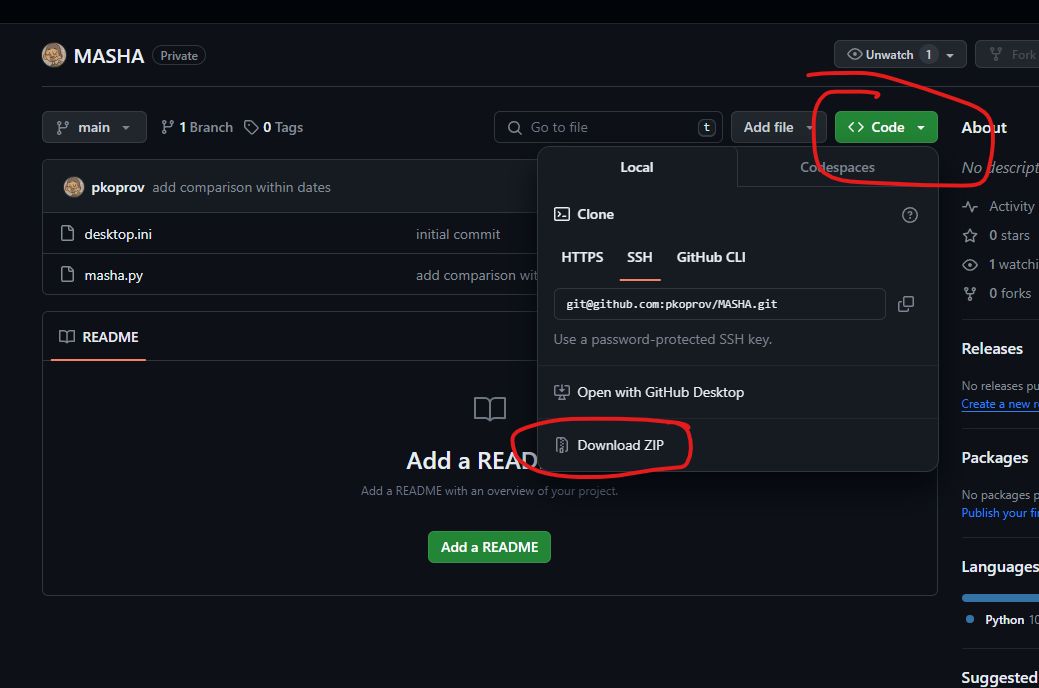 MASHA Private
Unwatch 1
Fork
main 1 Branch 0 Tags
Go to file t
Add file
Code
About
Local
Codespaces
No descript
pkoprov add comparison within dates
desktop.ini initial commit
masha.py add comparison wit
Clone
HTTPS SSH GitHub CLI
git@github.com:pkoprov/MASHA.git
Use a password-protected SSH key.
Open with GitHub Desktop
Download ZIP
README
Add a READ
Add a README with an overview of your project.
Add a README
Activity
0 stars
1 watchi
0 forks
Releases
No releases pu
Create a new r
Packages
No packages p
Publish your fi
Languages
Python 10
Suggested